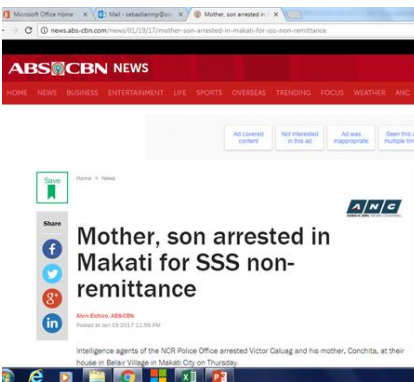 Microsoft Office Home
Mail - sebastianmp@ss
Mother, son arrested in
news.abs-cbn.com/news/01/19/17/mother-son-arrested-in-makati-for-sss-non-remittance
ABS CBN NEWS
HOME NEWS BUSINESS ENTERTAINMENT LIFE SPORTS OVERSEAS TRENDING FOCUS WEATHER ANC
Ad covered content
Not interested in this ad
Ad was inappropriate
Seen this multiple
Save
Home > News
ANC
Share
Mother, son arrested in
Makati for SSS non-
remittance
Alvin Elchico, ABS-CBN
Posted at Jan 19 2017 11:59 PM
Intelligence agents of the NCR Police Office arrested Victor Caluag and his mother, Conchita, at their
house in Belair Village in Makati City on Thursday.